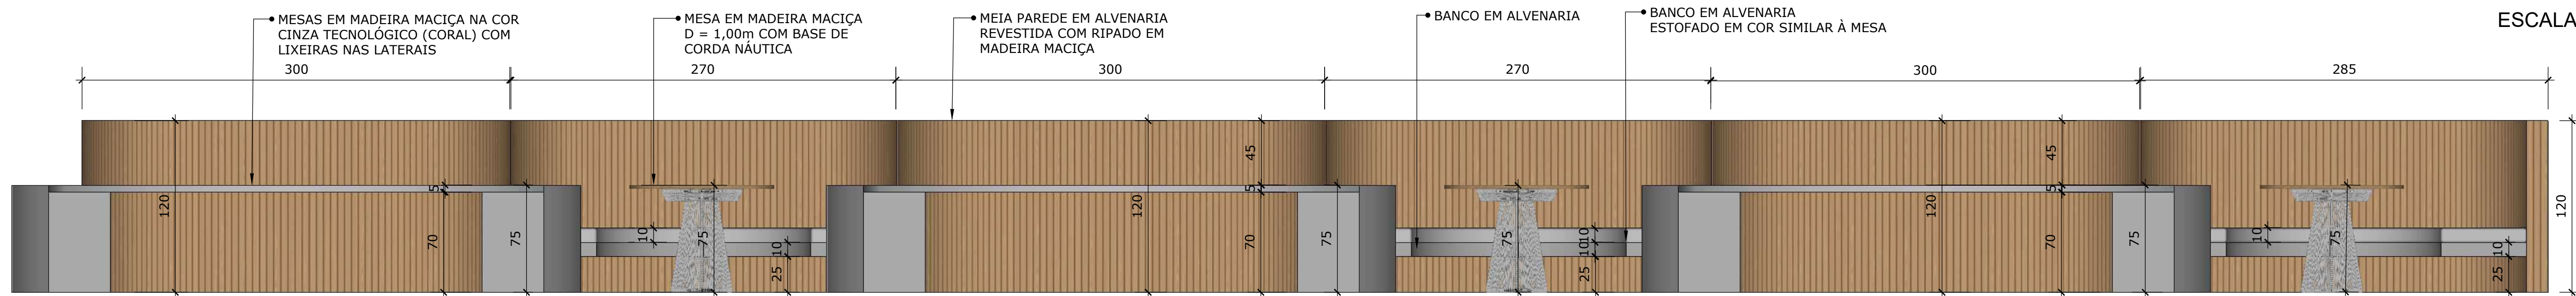 MESAS EM MADEIRA MACIÇA NA COR
CINZA TECNOLÓGICO (CORAL) COM
LIXEIRAS NAS LATERAIS
MESA EM MADEIRA MACIÇA
D = 1,00m COM BASE DE
CORDA NÁUTICA
MEIA PAREDE EM ALVENARIA
REVESTIDA COM RIPADO EM
MADEIRA MACIÇA
BANCO EM ALVENARIA
BANCO EM ALVENARIA
ESTOFADO EM COR SIMILAR À MESA
ESCALA
300
270
300
270
300
285
120
5
70
75
10
75
10
25
120
45
5
70
75
75
10
10
25
120
45
5
70
75
10
75
10
25
120